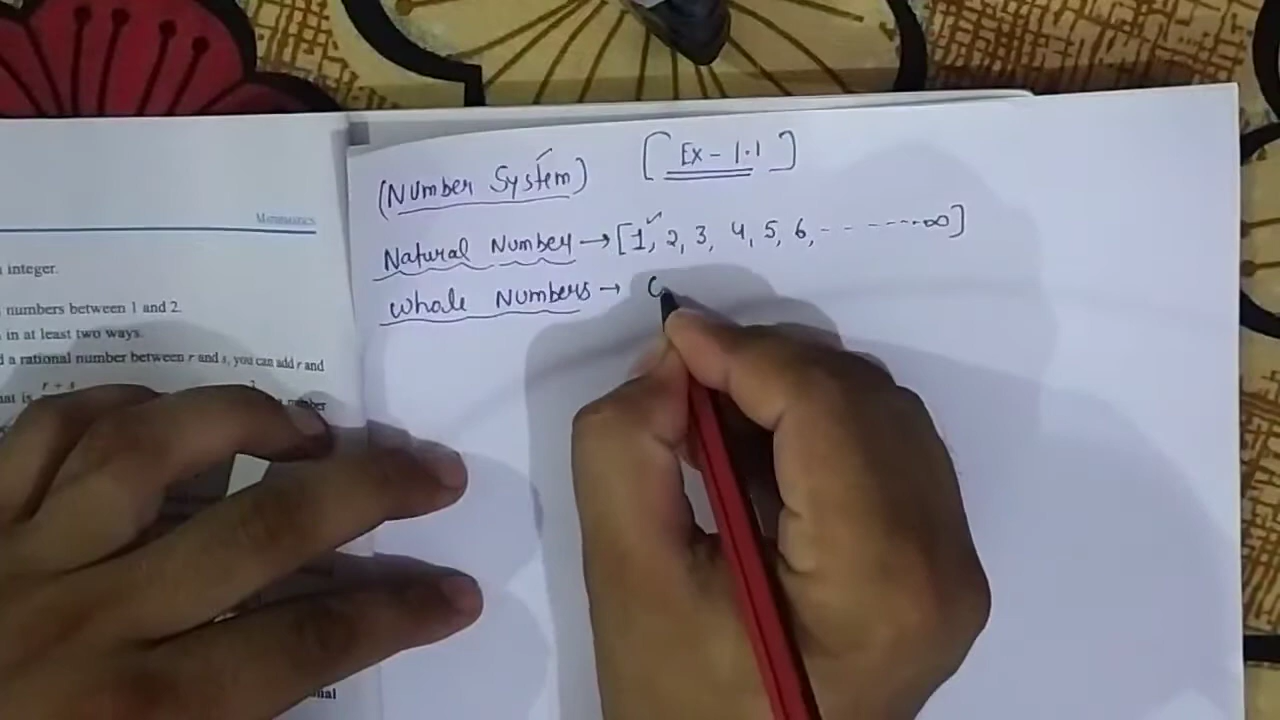 (Number System) [Ex - 1.1]
Natural Number → [1, 2, 3, 4, 5, 6, - - - - - - ∞]
Whole Numbers →
Mathematics
integer.
numbers between 1 and 2.
in at least two ways.
a rational number between r and s, you can add r and
r + s